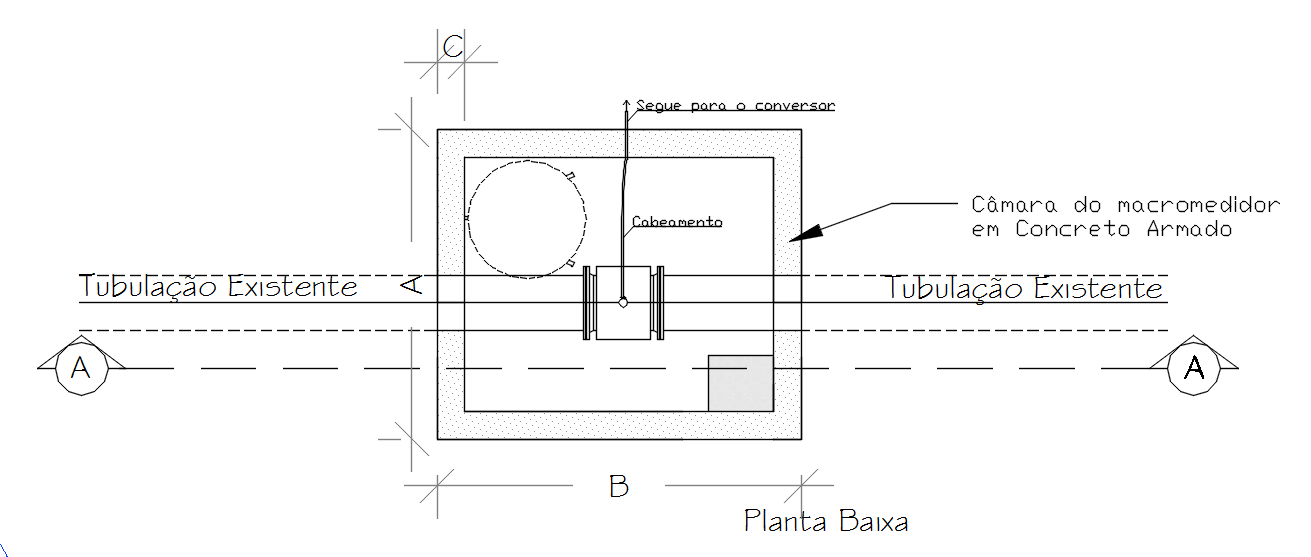 C
Segue para o conversor
Cabeamento
Câmara do macromedidor
em Concreto Armado
Tubulação Existente
A
Tubulação Existente
A
A
B
Planta Baixa